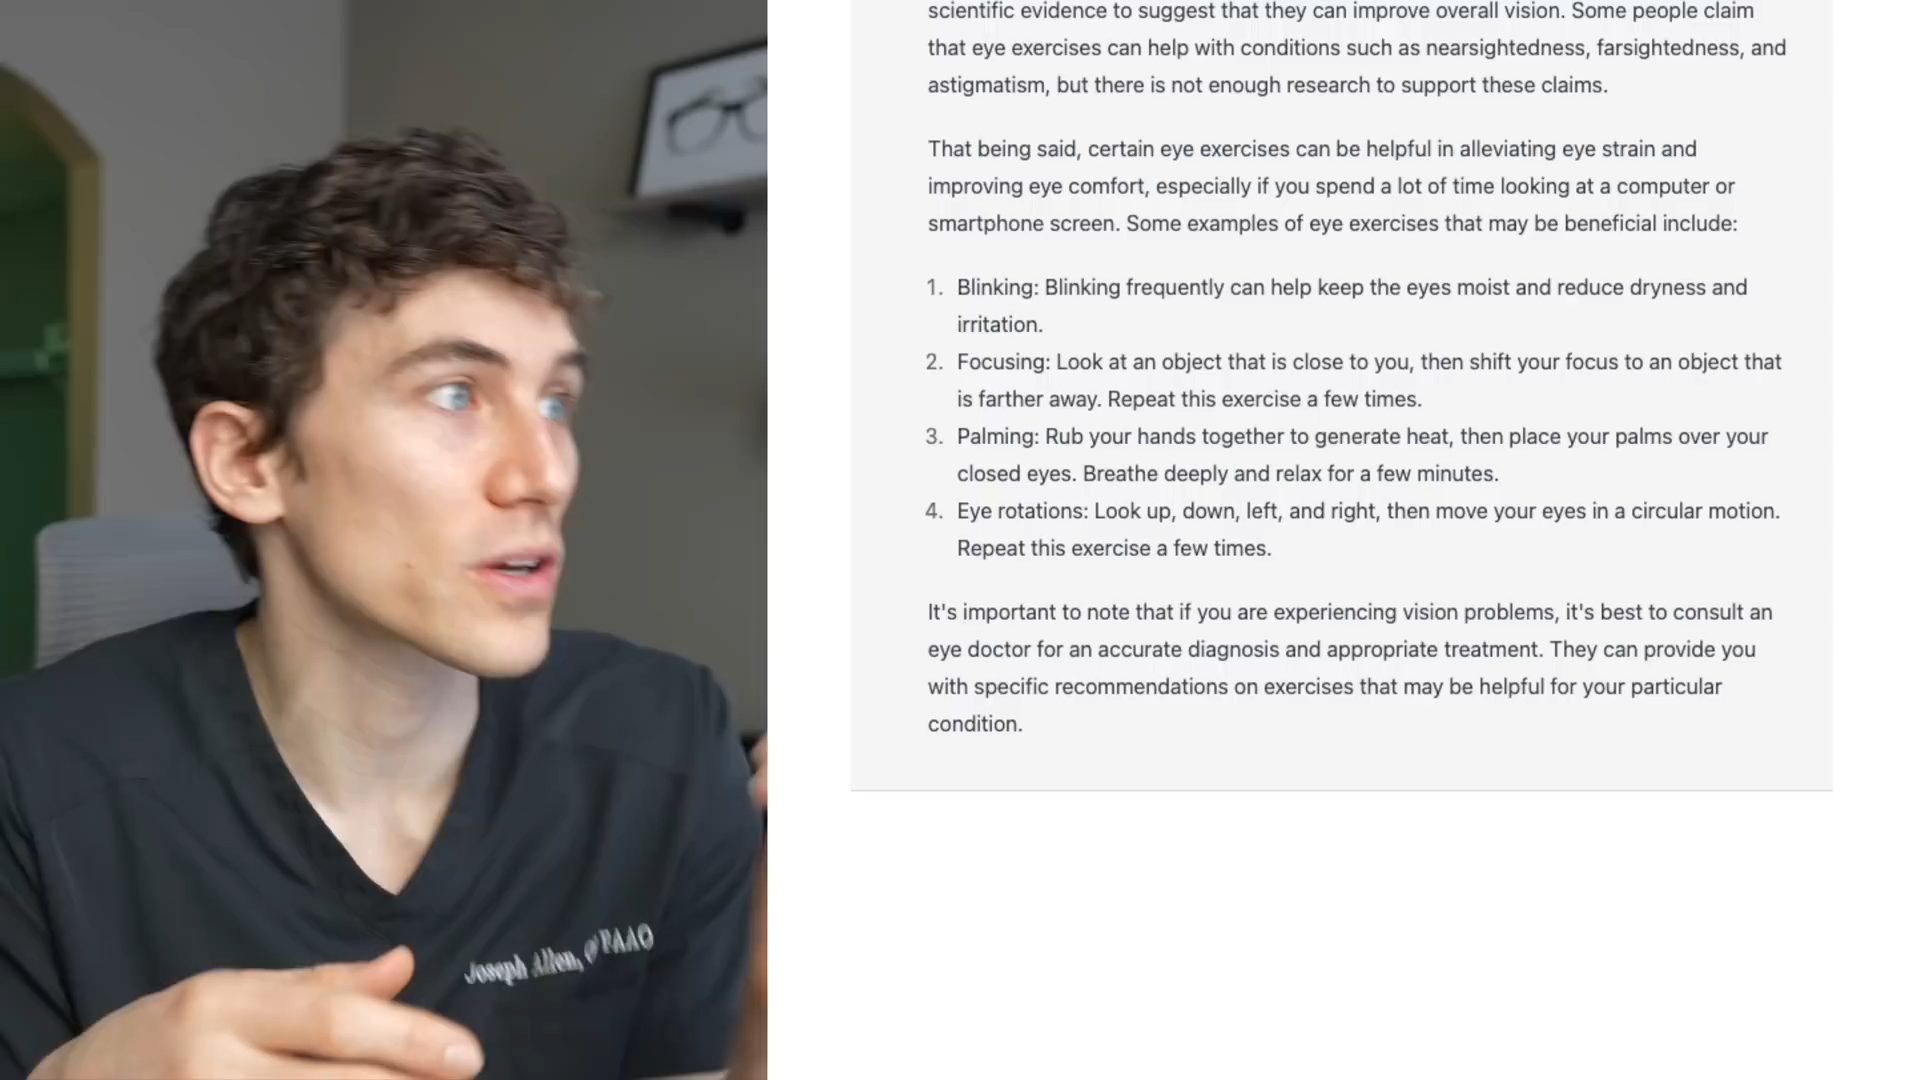 scientific evidence to suggest that they can improve overall vision. Some people claim
that eye exercises can help with conditions such as nearsightedness, farsightedness, and
astigmatism, but there is not enough research to support these claims.
That being said, certain eye exercises can be helpful in alleviating eye strain and
improving eye comfort, especially if you spend a lot of time looking at a computer or
smartphone screen. Some examples of eye exercises that may be beneficial include:
1. Blinking: Blinking frequently can help keep the eyes moist and reduce dryness and
irritation.
2. Focusing: Look at an object that is close to you, then shift your focus to an object that
is farther away. Repeat this exercise a few times.
3. Palming: Rub your hands together to generate heat, then place your palms over your
closed eyes. Breathe deeply and relax for a few minutes.
4. Eye rotations: Look up, down, left, and right, then move your eyes in a circular motion.
Repeat this exercise a few times.
It's important to note that if you are experiencing vision problems, it's best to consult an
eye doctor for an accurate diagnosis and appropriate treatment. They can provide you
with specific recommendations on exercises that may be helpful for your particular
condition.
Joseph Allen, FAAO